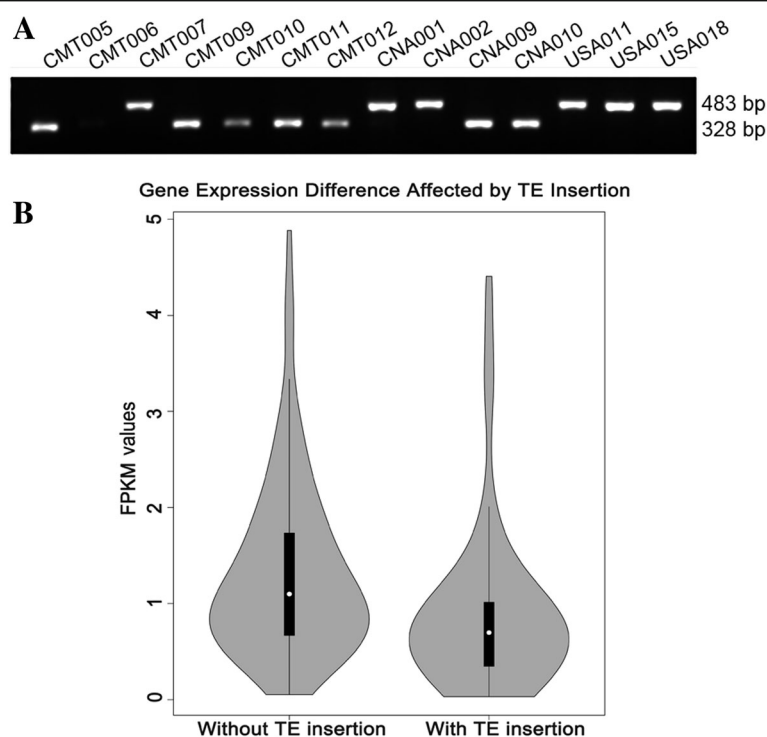 A
CMT005 CMT006 CMT007 CMT009 CMT010 CMT011 CMT012 CNA001 CNA002 CNA009 CNA010 USA011 USA015 USA018
483 bp
328 bp
B
Gene Expression Difference Affected by TE Insertion
FPKM values
5
4
3
2
1
0
Without TE insertion With TE insertion